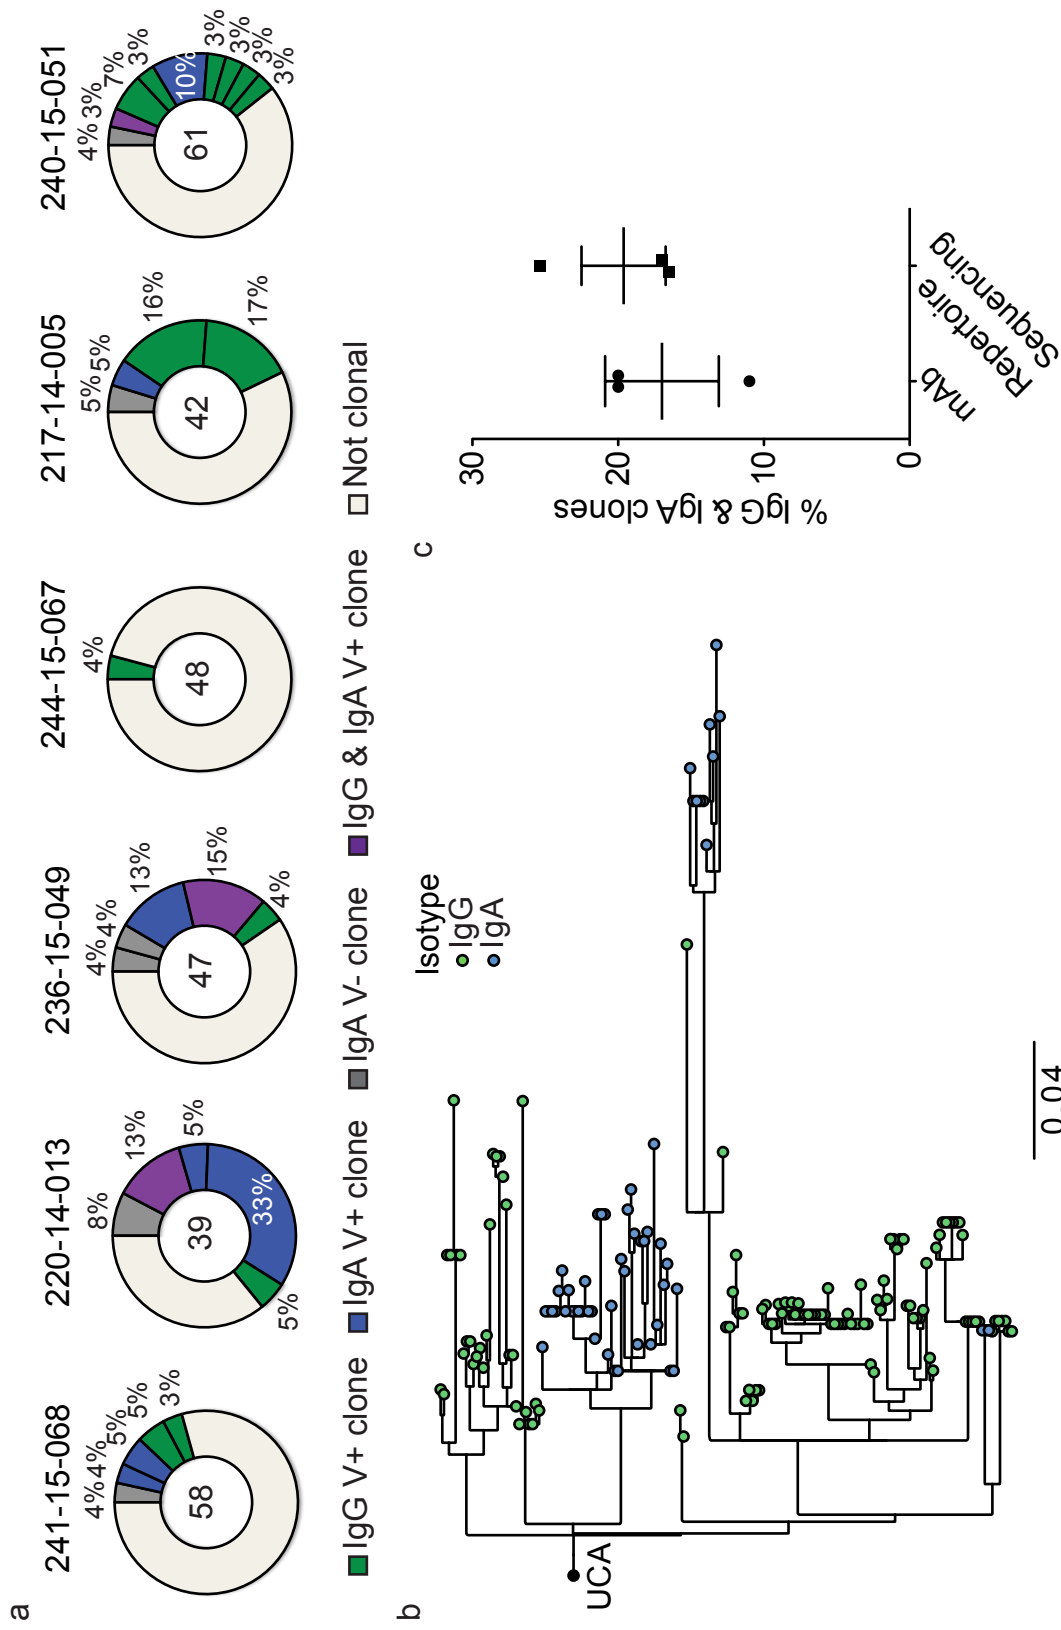 a
241-15-068
220-14-013
236-15-049
244-15-067
217-14-005
240-15-051
4% 4% 5% 5% 3%
58
8% 13% 5% 33% 5%
39
4% 4% 13% 15% 4%
47
4%
48
5% 5% 16% 17%
42
4% 3% 7% 3% 10% 3% 3% 3% 3%
61
IgG V+ clone
IgA V+ clone
IgA V- clone
IgG & IgA V+ clone
Not clonal
b
UCA
Isotype
IgG
IgA
0.04
c
% IgG & IgA clones
30
20
10
0
mAb
Repertoire
Sequencing